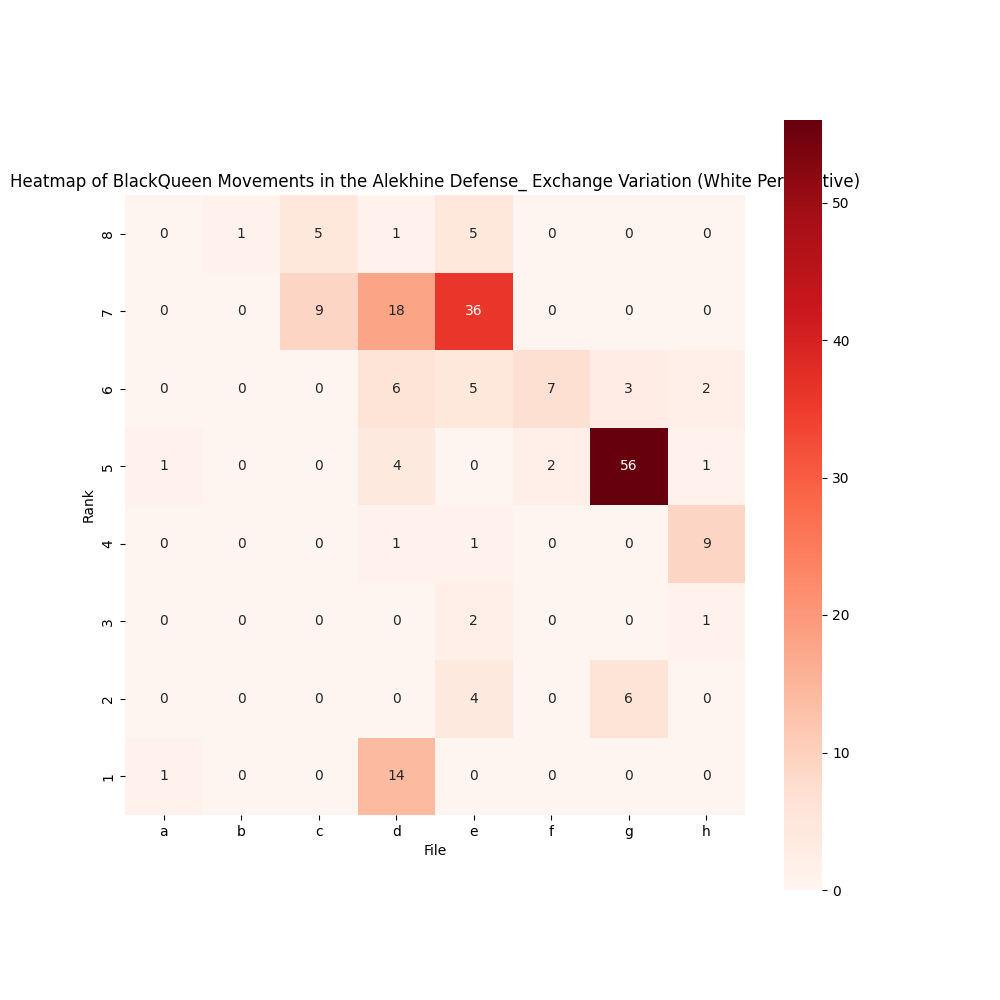 Heatmap of BlackQueen Movements in the Alekhine Defense_ Exchange Variation (White Per tive)
8 0 1 5 1 5 0 0 0
7 0 0 9 18 36 0 0 0
6 0 0 0 6 5 7 3 2
5 1 0 0 4 0 2 56 1
4 0 0 0 1 1 0 0 9
3 0 0 0 0 2 0 0 1
2 0 0 0 0 4 0 6 0
1 1 0 0 14 0 0 0 0
a b c d e f g h
Rank
File
50
40
30
20
10
0